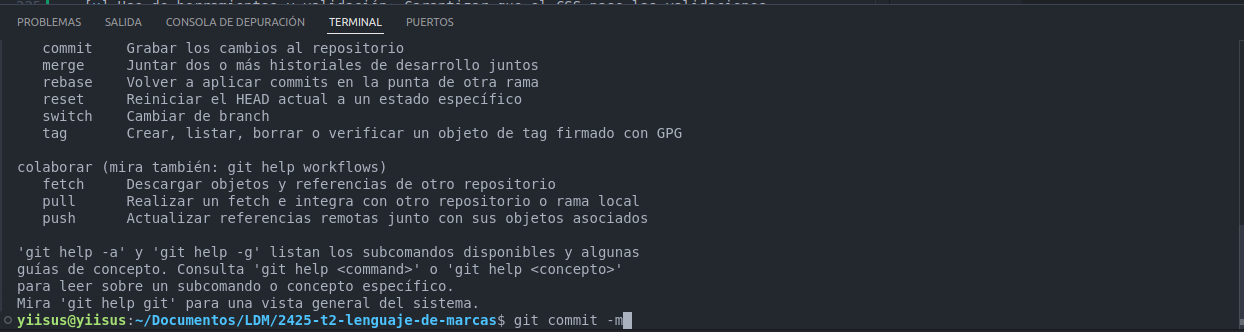 PROBLEMAS SALIDA CONSOLA DE DEPURACIÓN TERMINAL PUERTOS
commit Grabar los cambios al repositorio
merge Juntar dos o más historiales de desarrollo juntos
rebase Volver a aplicar commits en la punta de otra rama
reset Reiniciar el HEAD actual a un estado específico
switch Cambiar de branch
tag Crear, listar, borrar o verificar un objeto de tag firmado con GPG
colaborar (mira también: git help workflows)
fetch Descargar objetos y referencias de otro repositorio
pull Realizar un fetch e integra con otro repositorio o rama local
push Actualizar referencias remotas junto con sus objetos asociados
'git help -a' y 'git help -g' listan los subcomandos disponibles y algunas
guías de concepto. Consulta 'git help <command>' o 'git help <concepto>'
para leer sobre un subcomando o concepto específico.
Mira 'git help git' para una vista general del sistema.
yiisus@yiisus:~/Documentos/LDM/2425-t2-lenguaje-de-marcas$ git commit -m